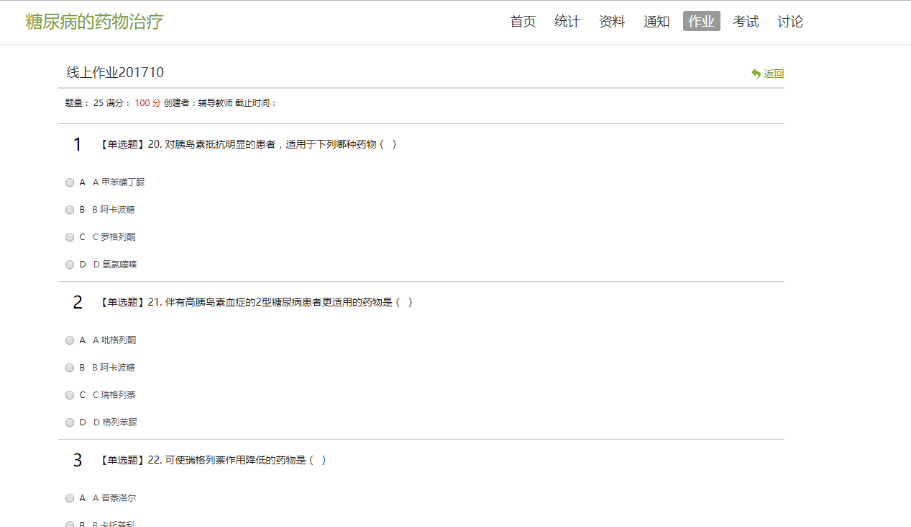 糖尿病的药物治疗
首页 统计 资料 通知 作业 考试 讨论
线上作业201710
返回
题量： 25 满分： 100 分 创建者：辅导教师 截止时间：
1 【单选题】20. 对胰岛素抵抗明显的患者，适用于下列哪种药物（ ）
A A 甲苯磺丁脲
B B 阿卡波糖
C C 罗格列酮
D D 氢氯噻嗪
2 【单选题】21. 伴有高胰岛素血症的2型糖尿病患者更适用的药物是（ ）
A A 吡格列酮
B B 阿卡波糖
C C 瑞格列萘
D D 格列苯脲
3 【单选题】22. 可使瑞格列萘作用降低的药物是（ ）
A A 普萘洛尔
B B 卡托普利